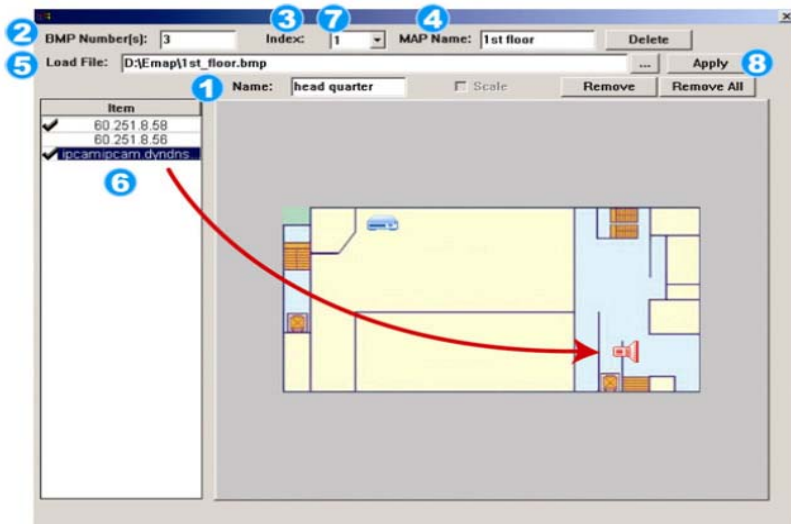 2 BMP Number(s): 3 3 Index: 7 1 4 MAP Name: 1st floor Delete
5 Load File: D:\Emap\1st_floor.bmp ... Apply 8
1 Name: head quarter Scale Remove Remove All
Item
60.251.8.58
60.251.8.56
ipcamipcam.dyndns
6